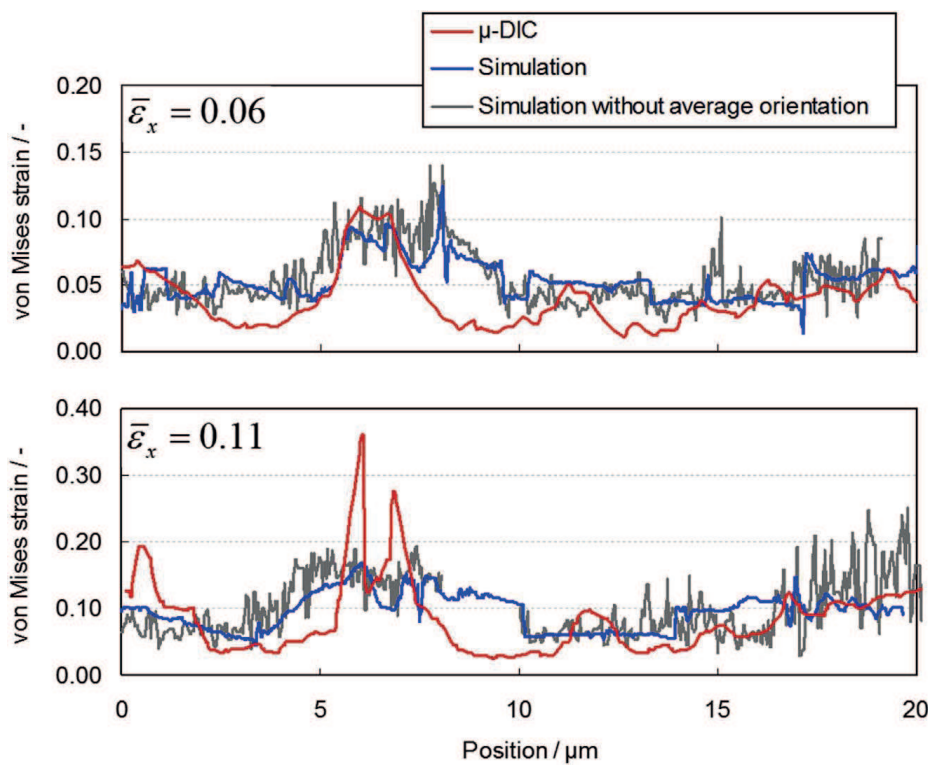 μ-DIC
Simulation
Simulation without average orientation
0.20
ε̅x = 0.06
0.15
0.10
0.05
0.00
von Mises strain / -
0.40
ε̅x = 0.11
0.30
0.20
0.10
0.00
von Mises strain / -
0 5 10 15 20
Position / μm